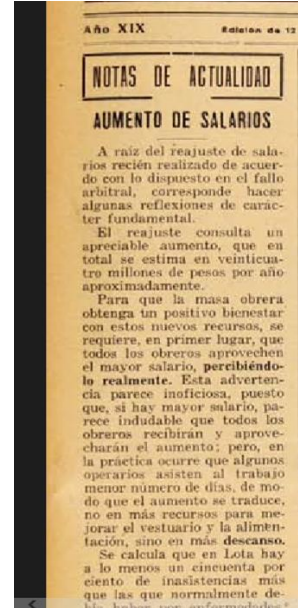 Año XIX
Edición de 12
NOTAS DE ACTUALIDAD
AUMENTO DE SALARIOS
A raíz del reajuste de sala-
rios recién realizado de acuer-
do con lo dispuesto en el fallo
arbitral, corresponde hacer
algunas reflexiones de carác-
ter fundamental.
El reajuste consulta un
apreciable aumento, que en
total se estima en veinticua-
tro millones de pesos por año
aproximadamente.
Para que la masa obrera
obtenga un positivo bienestar
con estos nuevos recursos, se
requiere, en primer lugar, que
todos los obreros aprovechen
el mayor salario, percibiéndo-
lo realmente. Esta adverten-
cia parece inoficiosa, puesto
que, si hay mayor salario, pa-
rece indudable que todos los
obreros recibirán y aprove-
charán el aumento; pero, en
la práctica ocurre que algunos
operarios asisten al trabajo
menor número de días, de mo-
do que el aumento se traduce,
no en más recursos para me-
jorar el vestuario y la alimen-
tación, sino en más descanso.
Se calcula que en Lota hay
a lo menos un cincuenta por
ciento de inasistencias más
que las que normalmente de-
bía haber por enfermedades